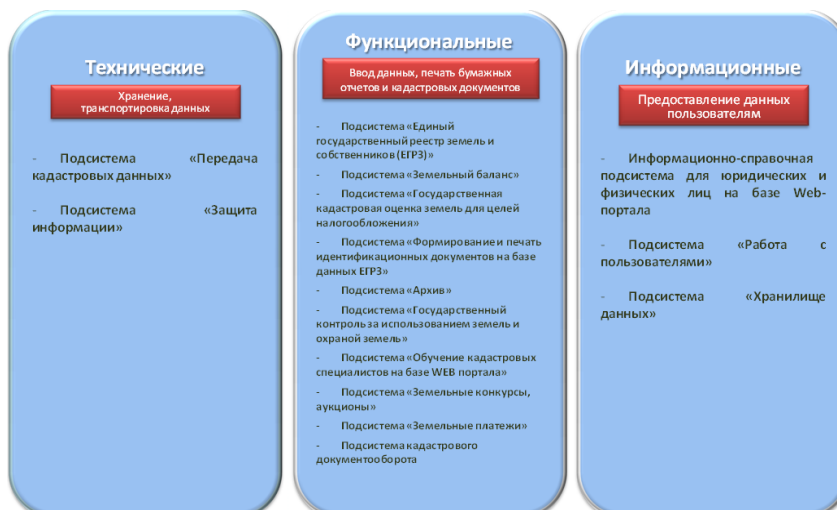 Технические
Хранение,
транспортировка данных
- Подсистема «Передача
кадастровых данных»
- Подсистема «Защита
информации»
Функциональные
Ввод данных, печать бумажных
отчетов и кадастровых документов
- Подсистема «Единый
государственный реестр земель и
собственников (ЕГРЗ)»
- Подсистема «Земельный баланс»
- Подсистема «Государственная
кадастровая оценка земель для целей
налогообложения»
- Подсистема «Формирование и печать
идентификационных документов на базе
данных ЕГРЗ»
- Подсистема «Архив»
- Подсистема «Государственный
контроль за использованием земель и
охраной земель»
- Подсистема «Обучение кадастровых
специалистов на базе WEB портала»
- Подсистема «Земельные конкурсы,
аукционы»
- Подсистема «Земельные платежи»
- Подсистема кадастрового
документооборота
Информационные
Предоставление данных
пользователям
- Информационно-справочная
подсистема для юридических и
физических лиц на базе Web-
портала
- Подсистема «Работа с
пользователями»
- Подсистема «Хранилище
данных»